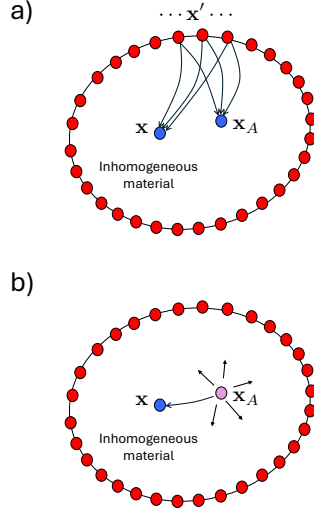 a)
⋯x′⋯
x
x_A
Inhomogeneous
material
b)
x
x_A
Inhomogeneous
material